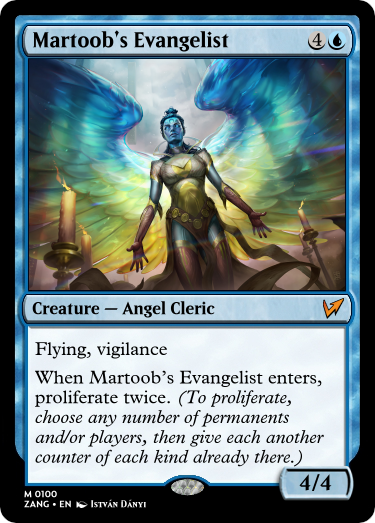 Martoob's Evangelist 4
Creature — Angel Cleric
Flying, vigilance
When Martoob's Evangelist enters,
proliferate twice. (To proliferate,
choose any number of permanents
and/or players, then give each another
counter of each kind already there.)
4/4
M 0100
ZANG • EN István Dányi